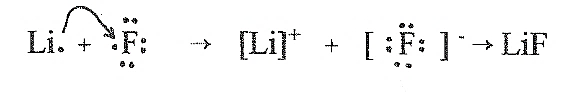 Li. + :F: → [Li]⁺ + [ :F: ]⁻ → LiF